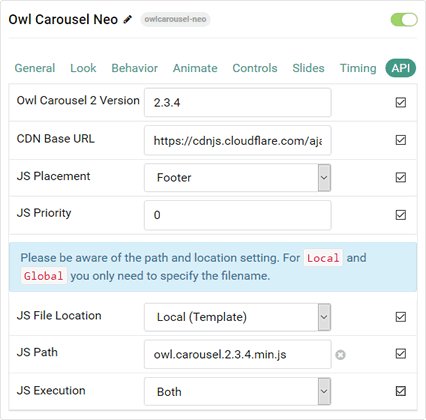 Owl Carousel Neo owlcarousel-neo
General Look Behavior Animate Controls Slides Timing API
Owl Carousel 2 Version 2.3.4
CDN Base URL https://cdnjs.cloudflare.com/aja
JS Placement Footer
JS Priority 0
Please be aware of the path and location setting. For Local and
Global you only need to specify the filename.
JS File Location Local (Template)
JS Path owl.carousel.2.3.4.min.js
JS Execution Both